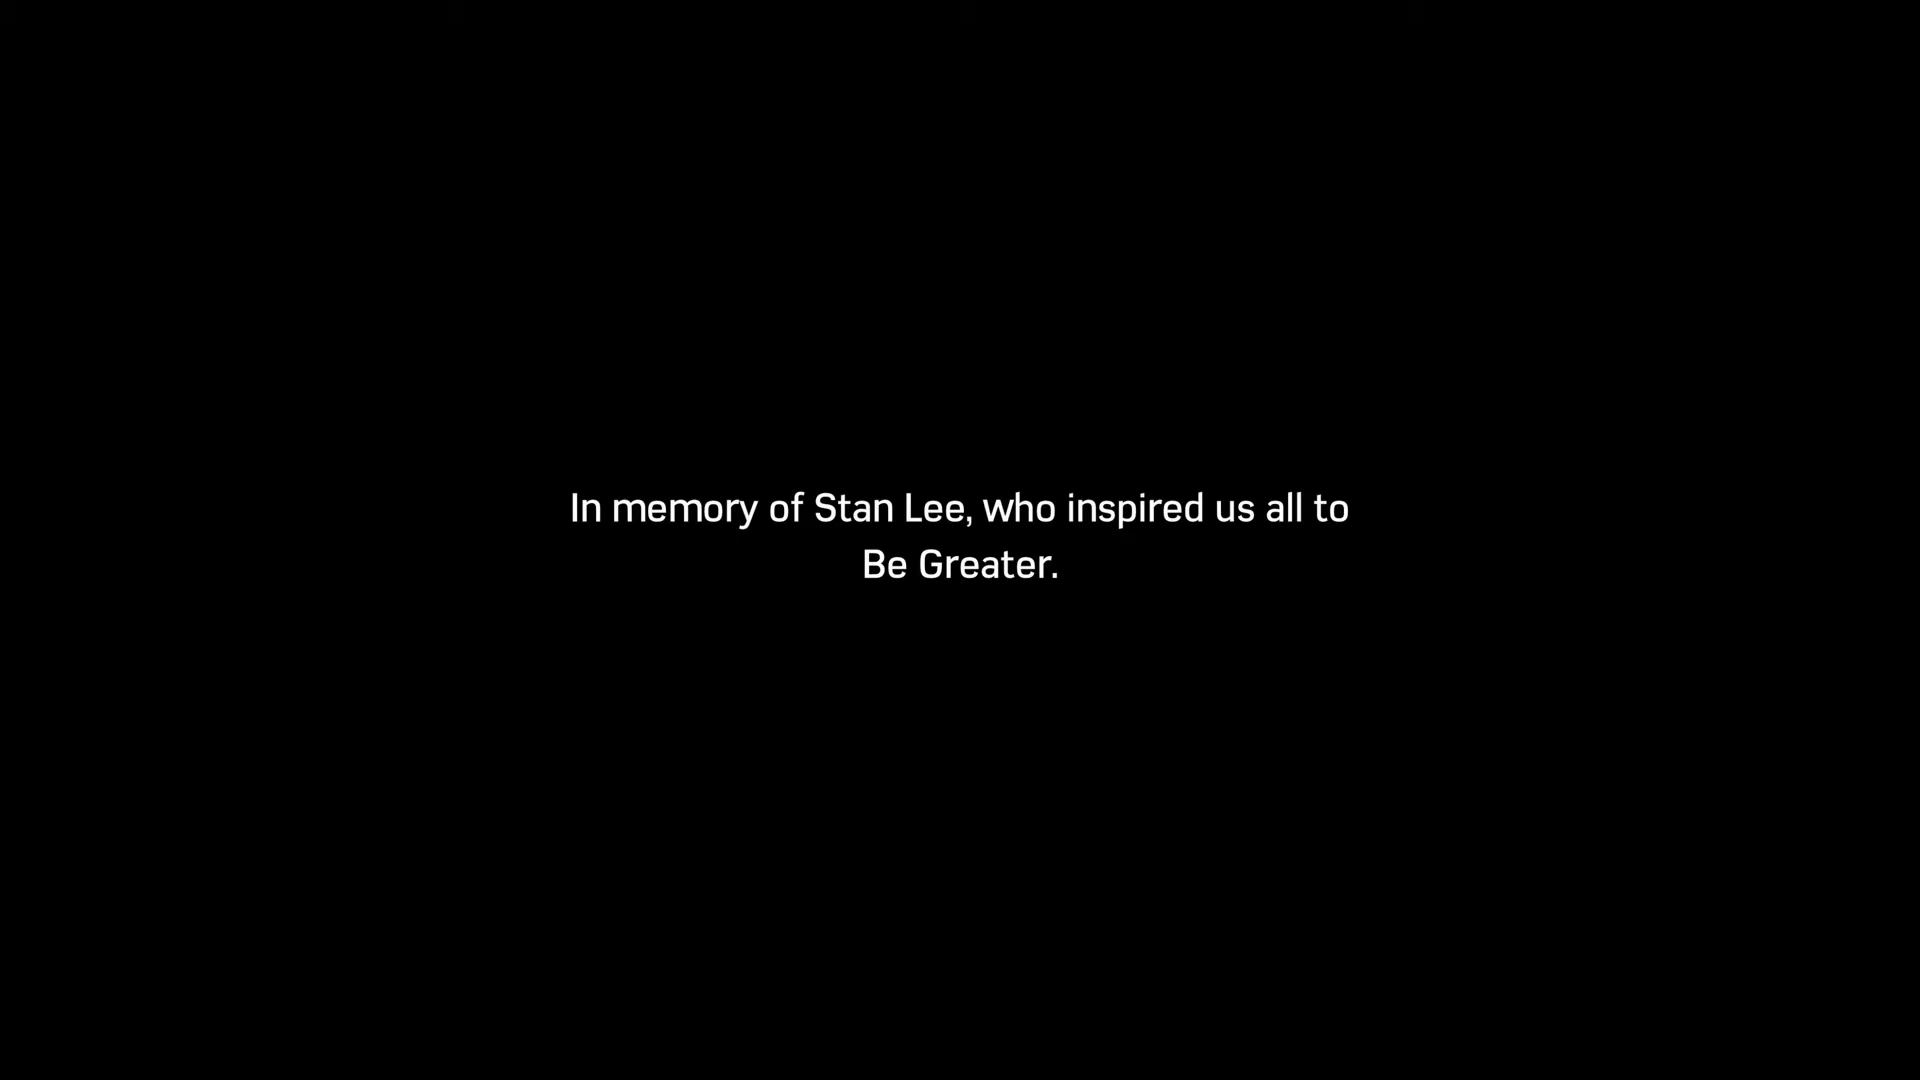 In memory of Stan Lee, who inspired us all to
Be Greater.